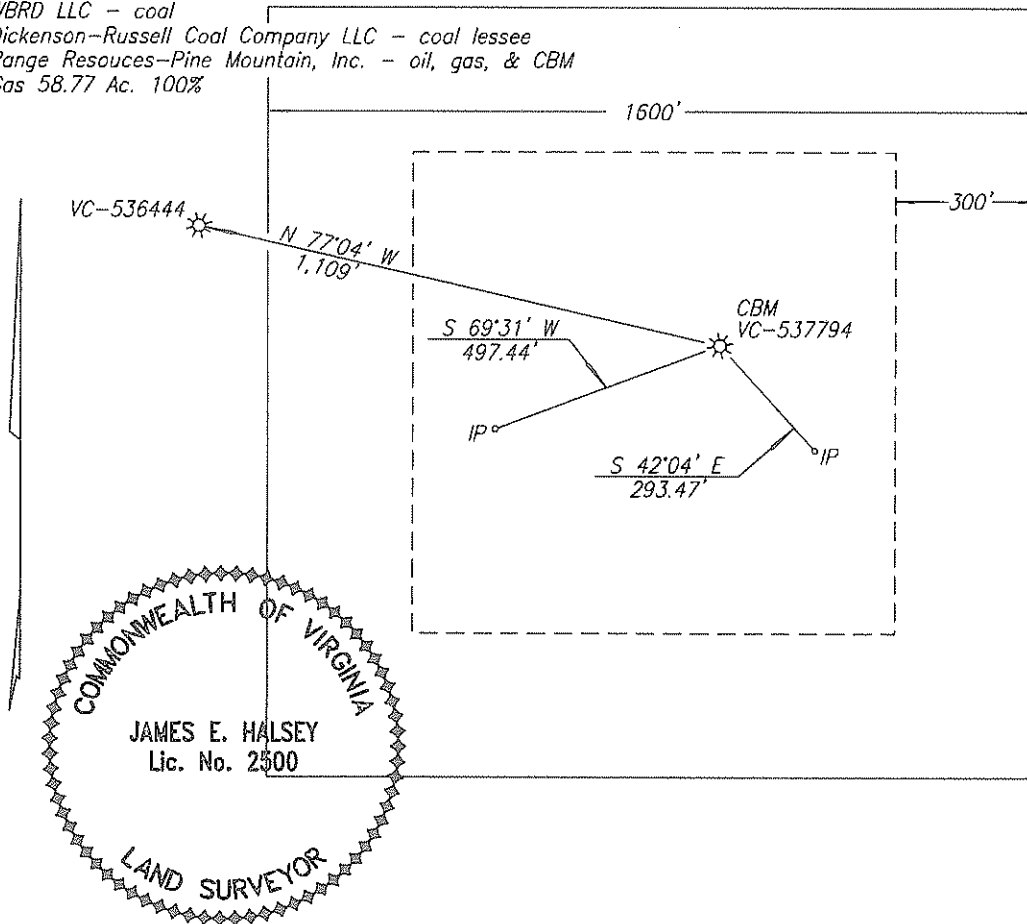 WBRD LLC – coal
Dickenson–Russell Coal Company LLC – coal lessee
Range Resouces–Pine Mountain, Inc. – oil, gas, & CBM
Gas 58.77 Ac. 100%
1600'
300'
VC–536444
N 77°04' W
1,109'
CBM
VC–537794
S 69°31' W
497.44'
IP
S 42°04' E
293.47'
IP
COMMONWEALTH OF VIRGINIA
JAMES E. HALSEY
Lic. No. 2500
LAND SURVEYOR